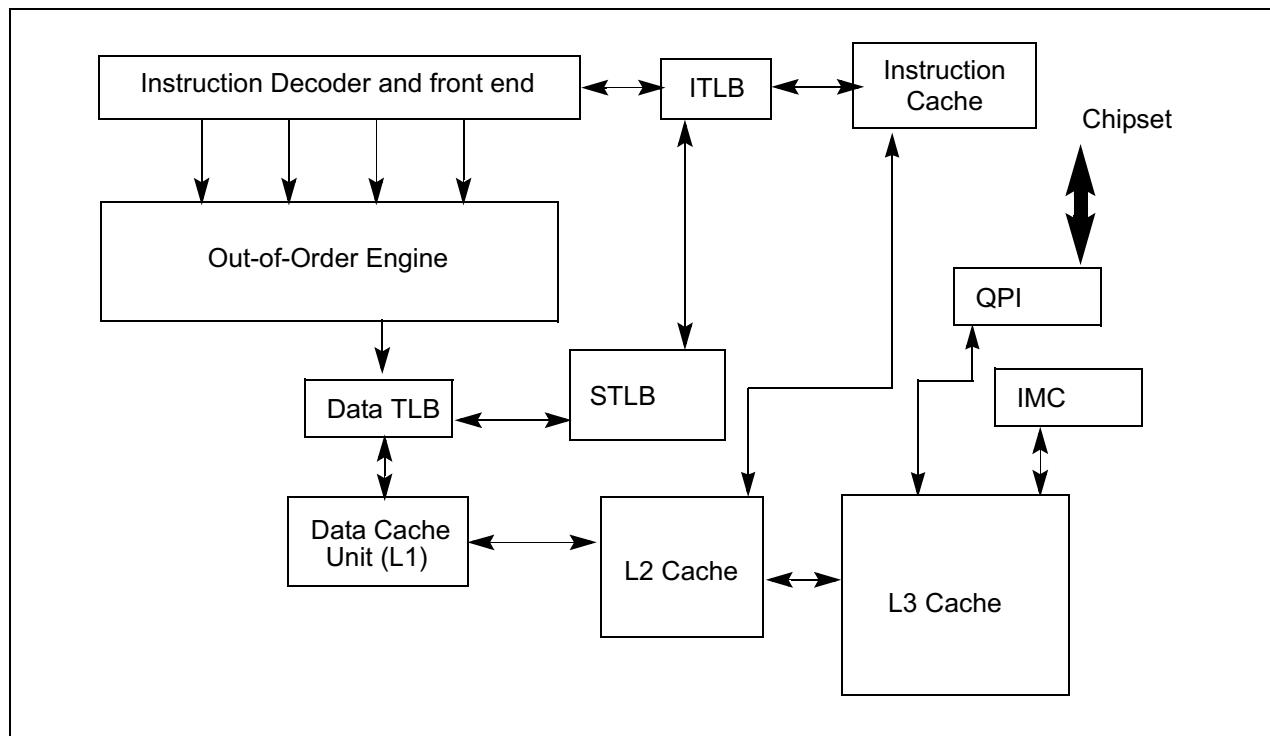 Instruction Decoder and front end
ITLB
Instruction
Cache
Chipset
Out-of-Order Engine
QPI
STLB
IMC
Data TLB
Data Cache
Unit (L1)
L2 Cache
L3 Cache